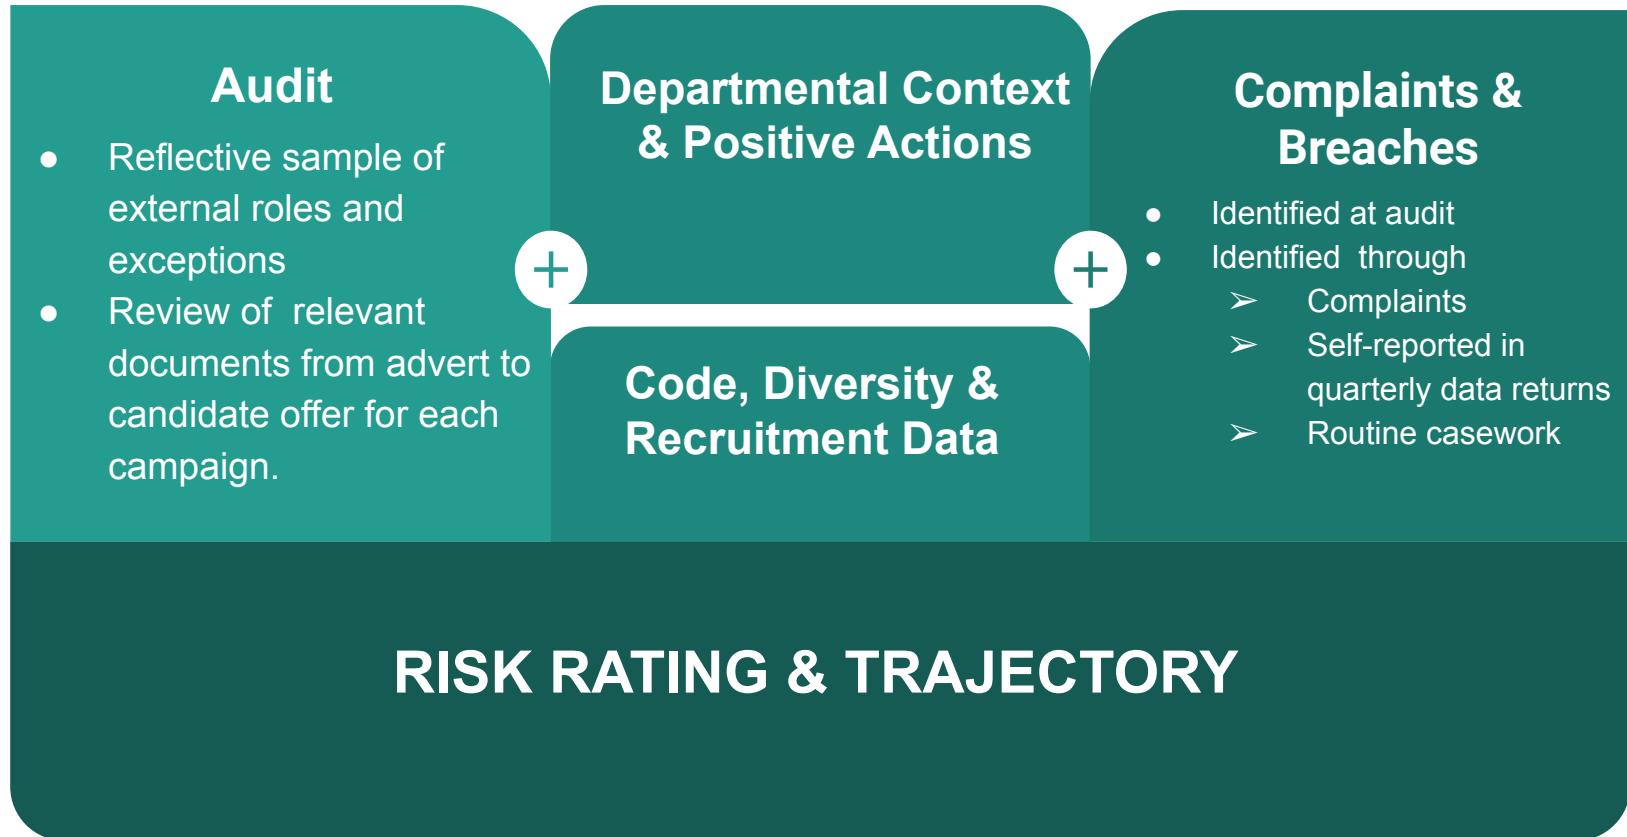 Audit
● Reflective sample of
external roles and
exceptions
● Review of  relevant
documents from advert to
candidate offer for each
campaign.
+
Departmental Context
& Positive Actions
Code, Diversity &
Recruitment Data
+
Complaints &
Breaches
● Identified at audit
● Identified  through
➢ Complaints
➢ Self-reported in
quarterly data returns
➢ Routine casework
RISK RATING & TRAJECTORY